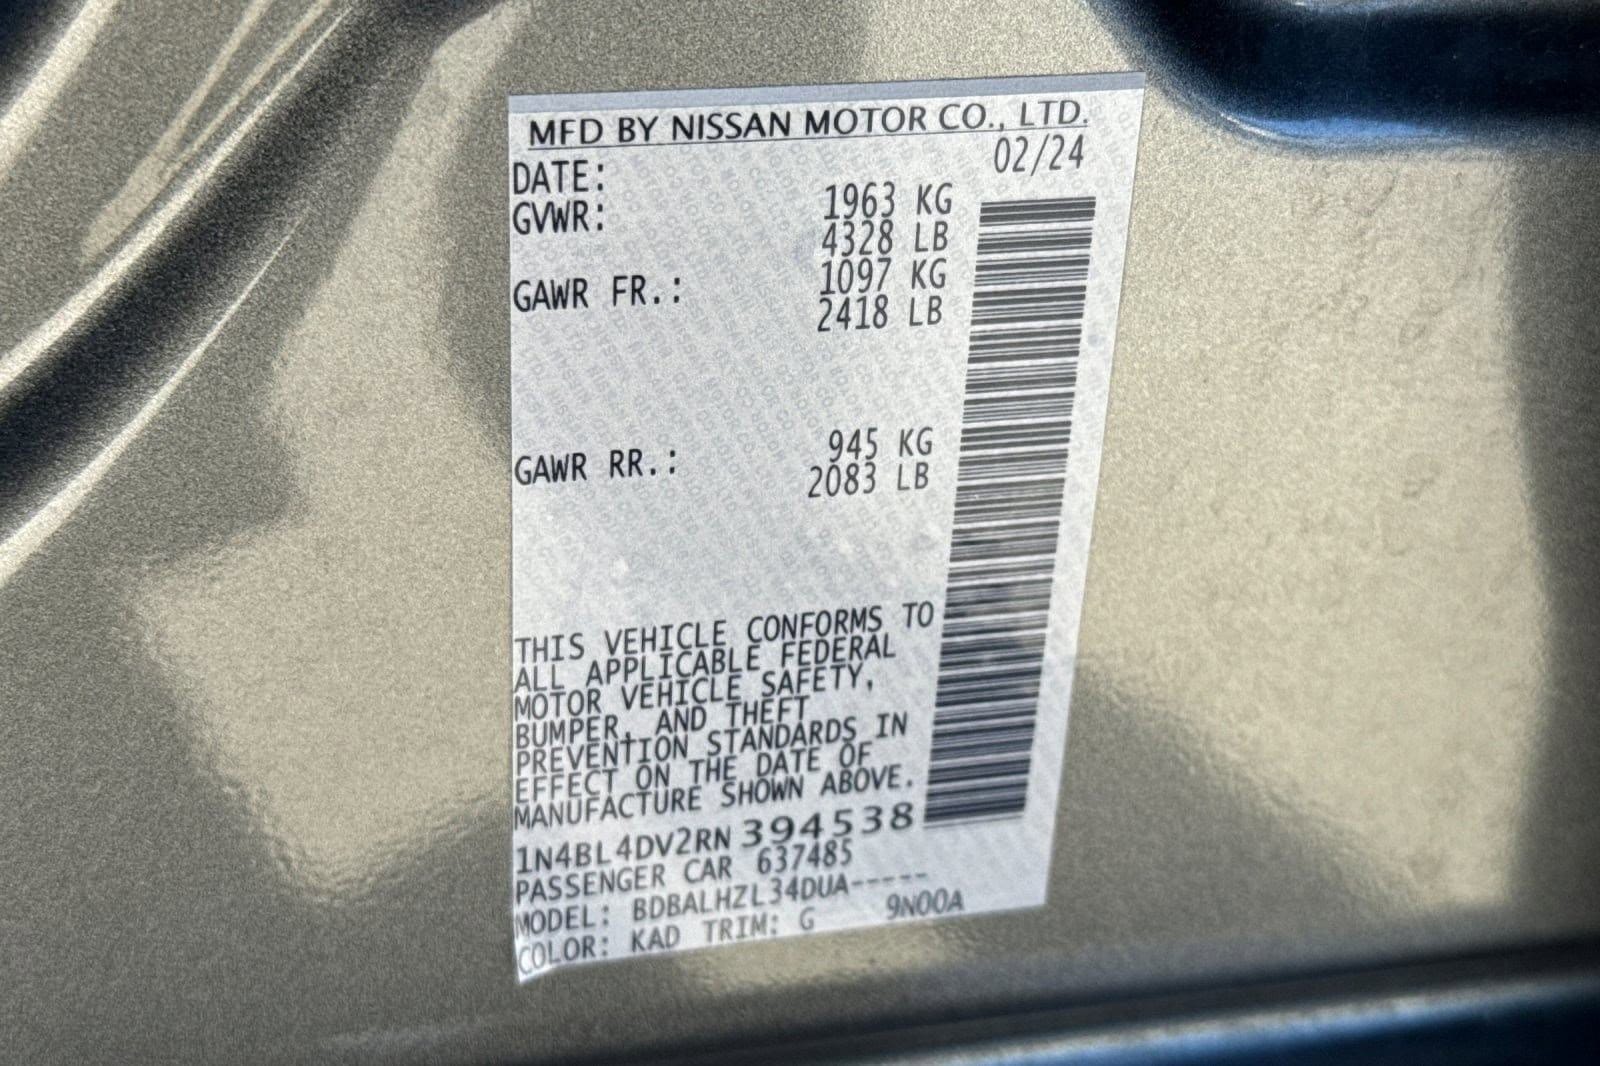 MFD BY NISSAN MOTOR CO., LTD.
DATE: 02/24
GVWR: 1963 KG
4328 LB
GAWR FR.: 1097 KG
2418 LB
GAWR RR.: 945 KG
2083 LB
THIS VEHICLE CONFORMS TO
ALL APPLICABLE FEDERAL
MOTOR VEHICLE SAFETY,
BUMPER, AND THEFT
PREVENTION STANDARDS IN
EFFECT ON THE DATE OF
MANUFACTURE SHOWN ABOVE.
1N4BL4DV2RN394538
PASSENGER CAR 637485
MODEL: BDBALHZL34DUA-----
COLOR: KAD TRIM: G 9N00A